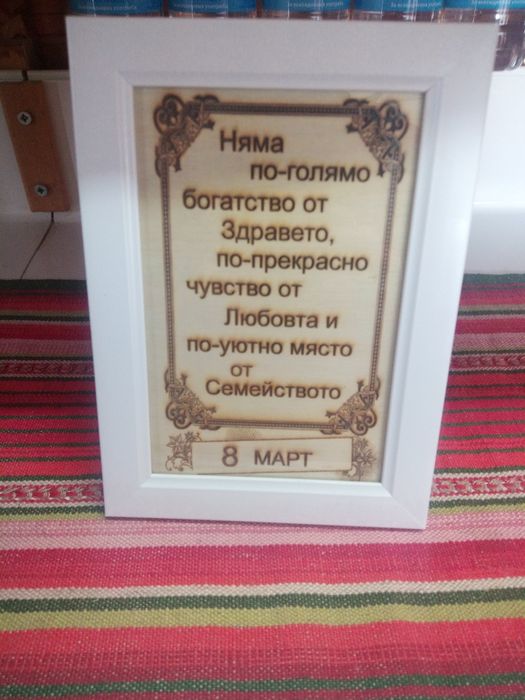 Няма
по-голямо
богатство от
Здравето,
по-прекрасно
чувство от
Любовта и
по-уютно място
от
Семейството
8 МАРТ